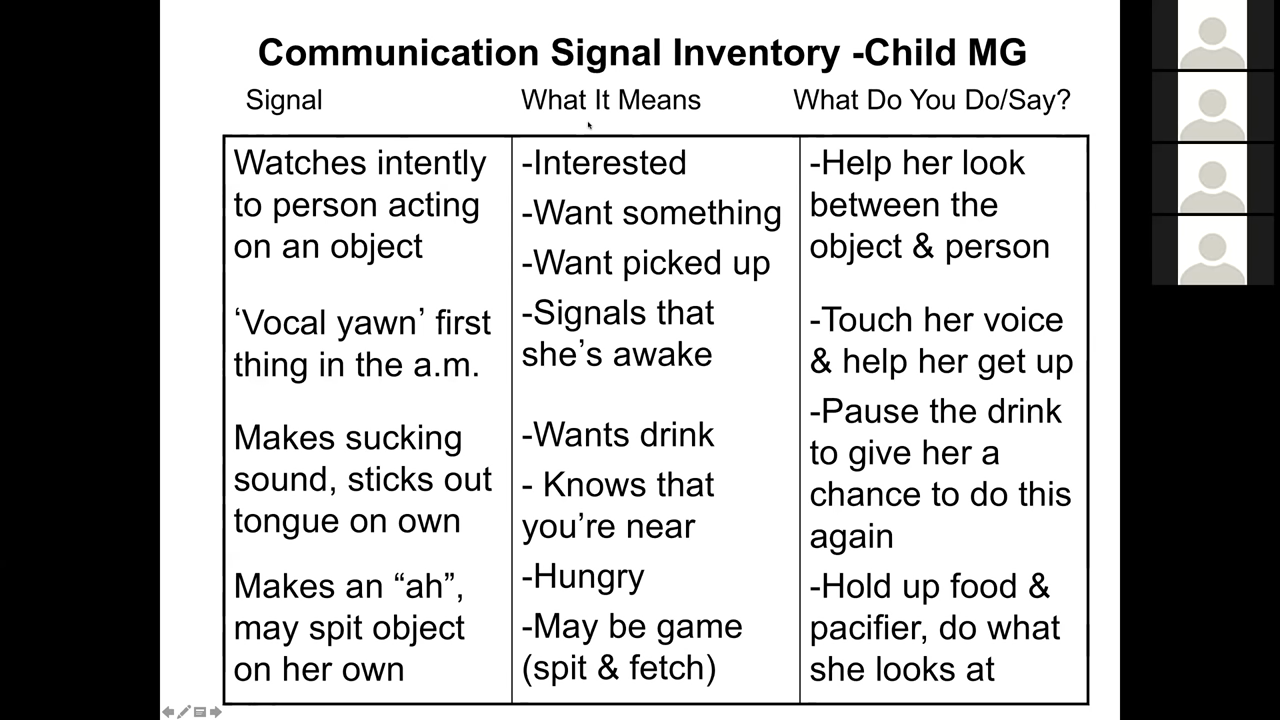 Communication Signal Inventory -Child MG
Signal
What It Means
What Do You Do/Say?
Watches intently
to person acting
on an object
‘Vocal yawn’ first
thing in the a.m.
Makes sucking
sound, sticks out
tongue on own
Makes an “ah”,
may spit object
on her own
-Interested
-Want something
-Want picked up
-Signals that
she’s awake
-Wants drink
- Knows that
you’re near
-Hungry
-May be game
(spit & fetch)
-Help her look
between the
object & person
-Touch her voice
& help her get up
-Pause the drink
to give her a
chance to do this
again
-Hold up food &
pacifier, do what
she looks at